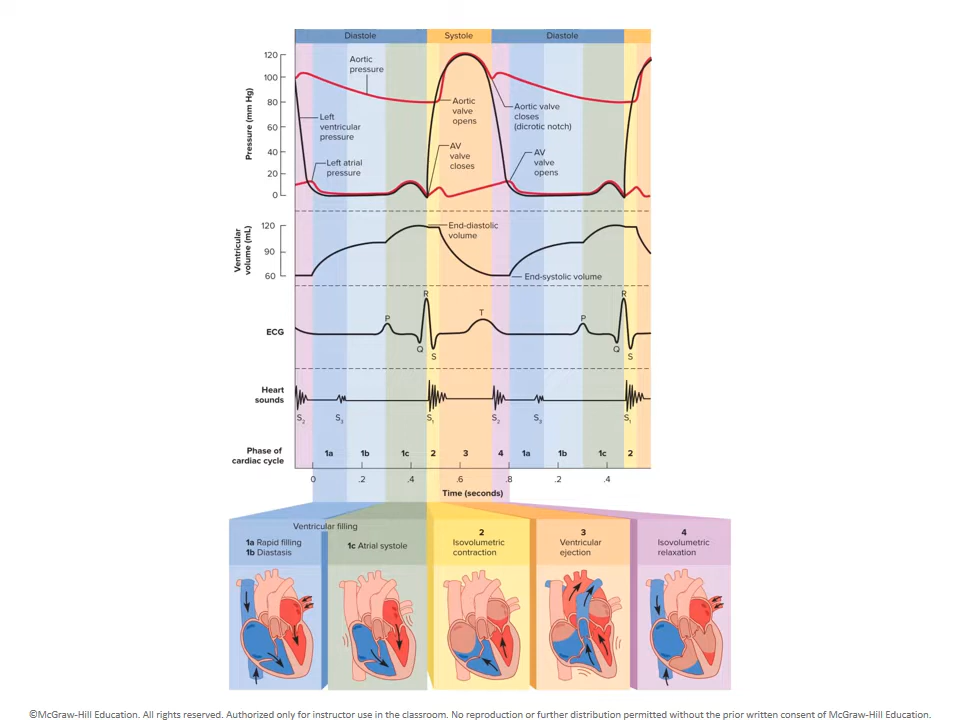 Diastole Systole Diastole
120
100
80
60
40
20
0
Pressure (mm Hg)
Aortic
pressure
Left
ventricular
pressure
Left atrial
pressure
Aortic
valve
opens
AV
valve
closes
Aortic valve
closes
(dicrotic notch)
AV
valve
opens
Ventricular
volume (mL)
120
90
60
End-diastolic
volume
End-systolic volume
ECG
P
Q
R
S
T
P
Q
R
S
Heart
sounds
S2 S3 S1 S2 S3 S1
Phase of
cardiac cycle
1a 1b 1c 2 3 4 1a 1b 1c 2
0 .2 .4 .6 .8 .2 .4
Time (seconds)
Ventricular filling
1a Rapid filling
1b Diastasis
1c Atrial systole
2
Isovolumetric
contraction
3
Ventricular
ejection
4
Isovolumetric
relaxation
©McGraw-Hill Education. All rights reserved. Authorized only for instructor use in the classroom. No reproduction or further distribution permitted without the prior written consent of McGraw-Hill Education.